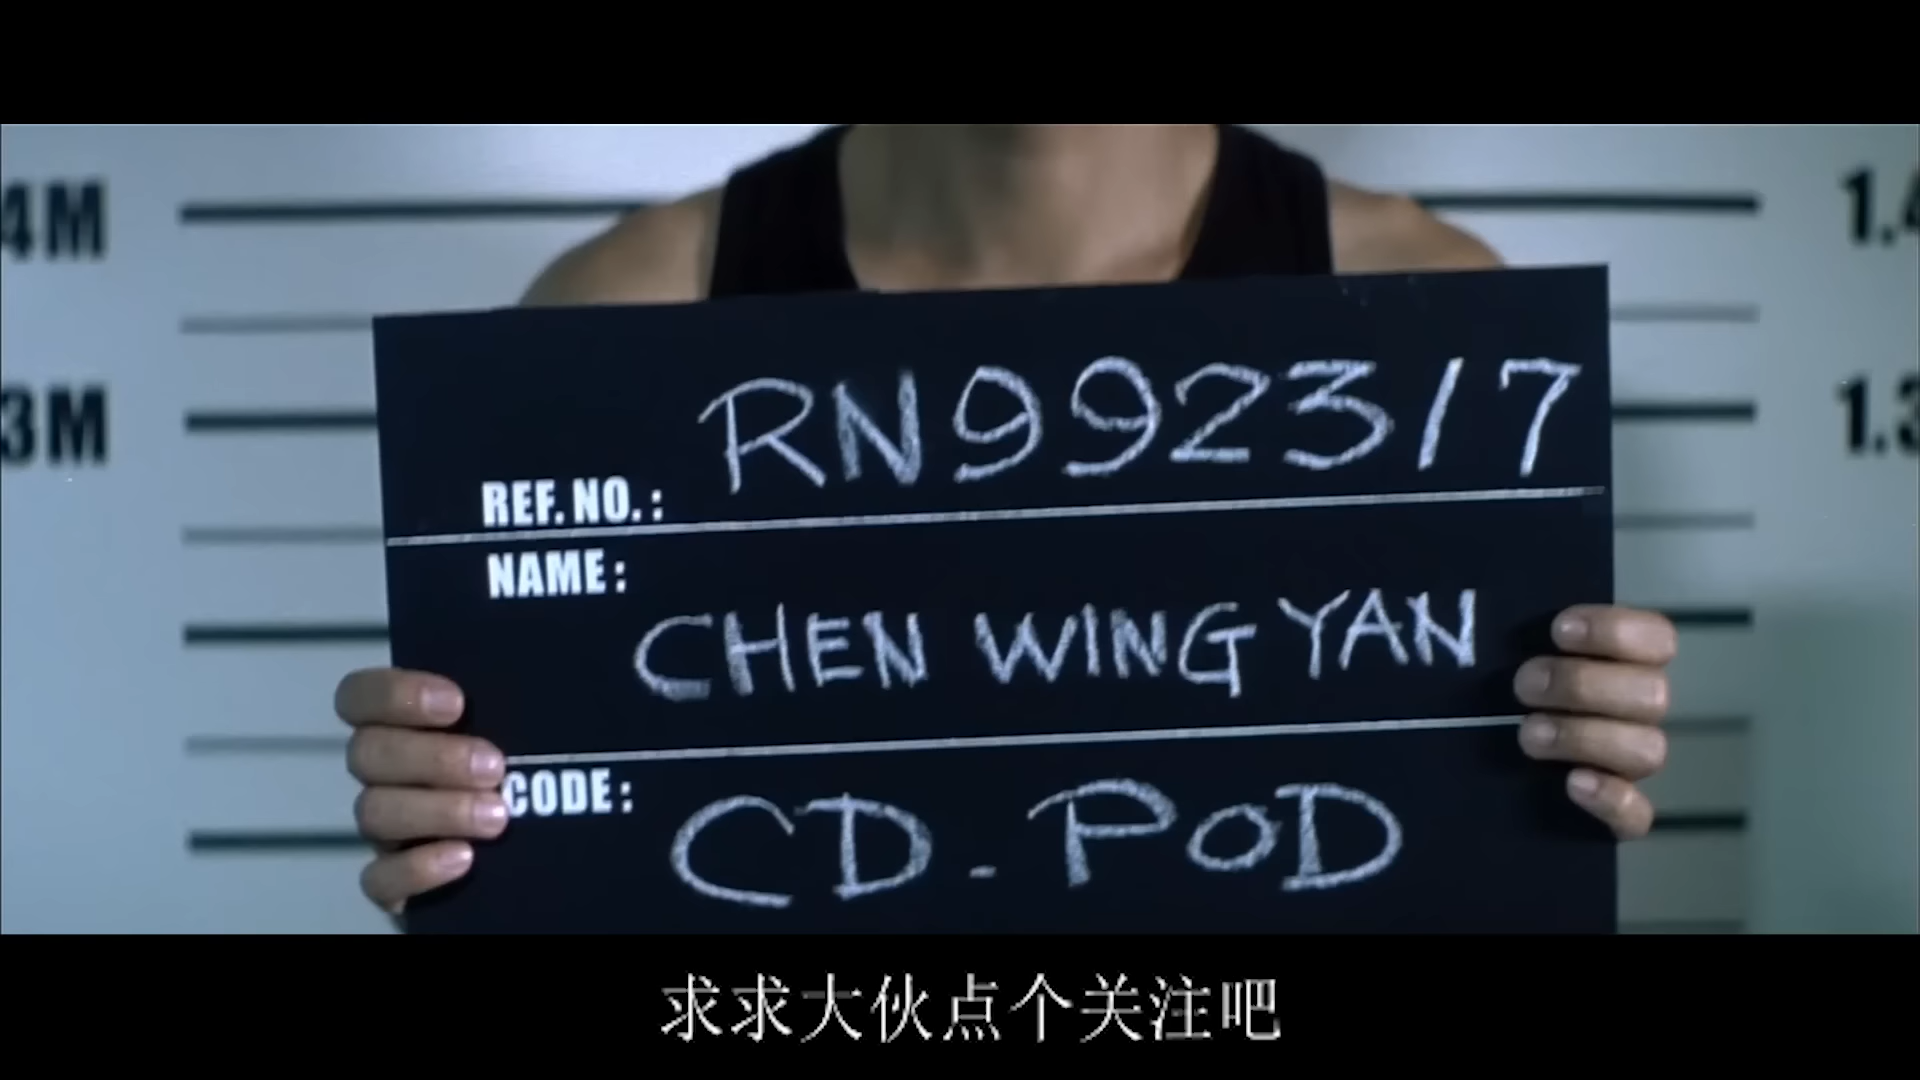 4M
1.4
3M
1.3
REF. NO. : RN992317
NAME : CHEN WING YAN
CODE : CD - POD
求求大伙点个关注吧